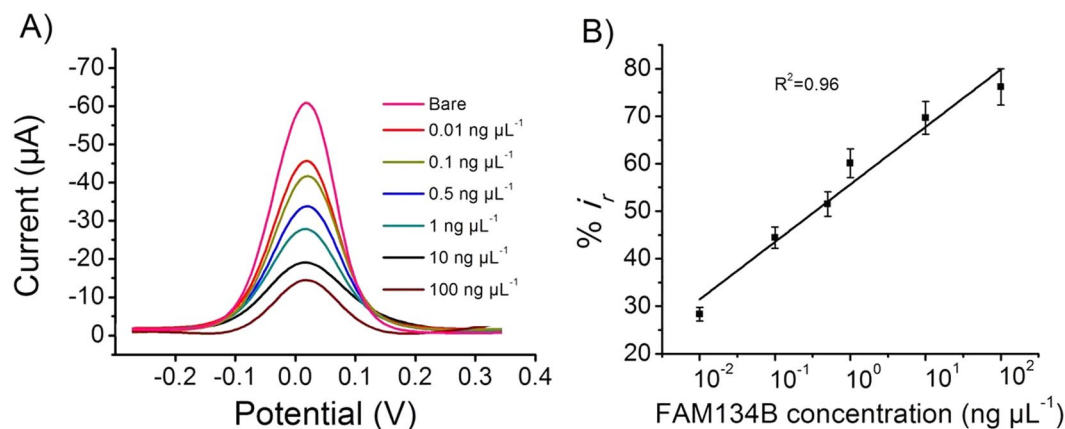 A)
-70
-60
-50
-40
-30
-20
-10
0
Current (µA)
-0.2 -0.1 0.0 0.1 0.2 0.3 0.4
Potential (V)
Bare
0.01 ng µL⁻¹
0.1 ng µL⁻¹
0.5 ng µL⁻¹
1 ng µL⁻¹
10 ng µL⁻¹
100 ng µL⁻¹
B)
80
70
60
50
40
30
20
% iᵣ
R²=0.96
10⁻² 10⁻¹ 10⁰ 10¹ 10²
FAM134B concentration (ng µL⁻¹)